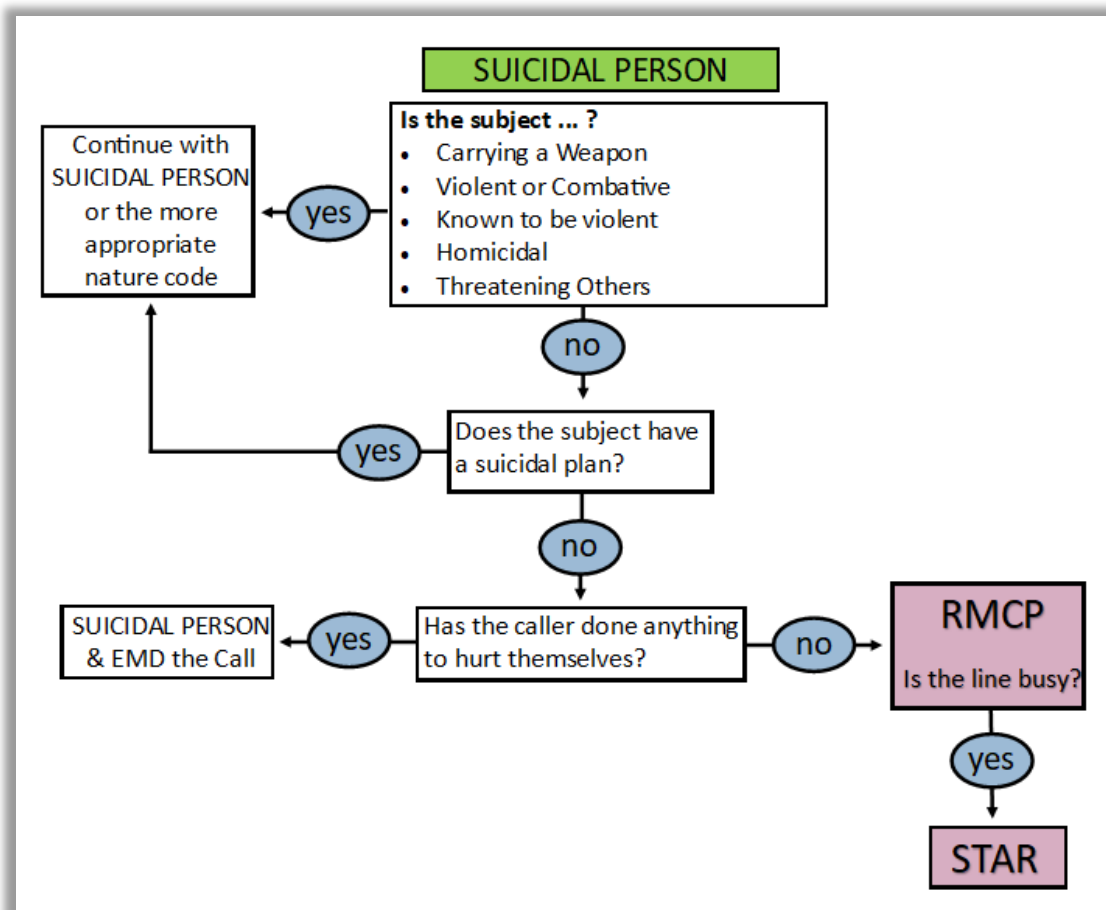 SUICIDAL PERSON
Is the subject ... ?
• Carrying a Weapon
• Violent or Combative
• Known to be violent
• Homicidal
• Threatening Others
Continue with
SUICIDAL PERSON
or the more
appropriate
nature code
yes
no
Does the subject have
a suicidal plan?
yes
no
Has the caller done anything
to hurt themselves?
yes
SUICIDAL PERSON
& EMD the Call
no
RMCP
Is the line busy?
yes
STAR